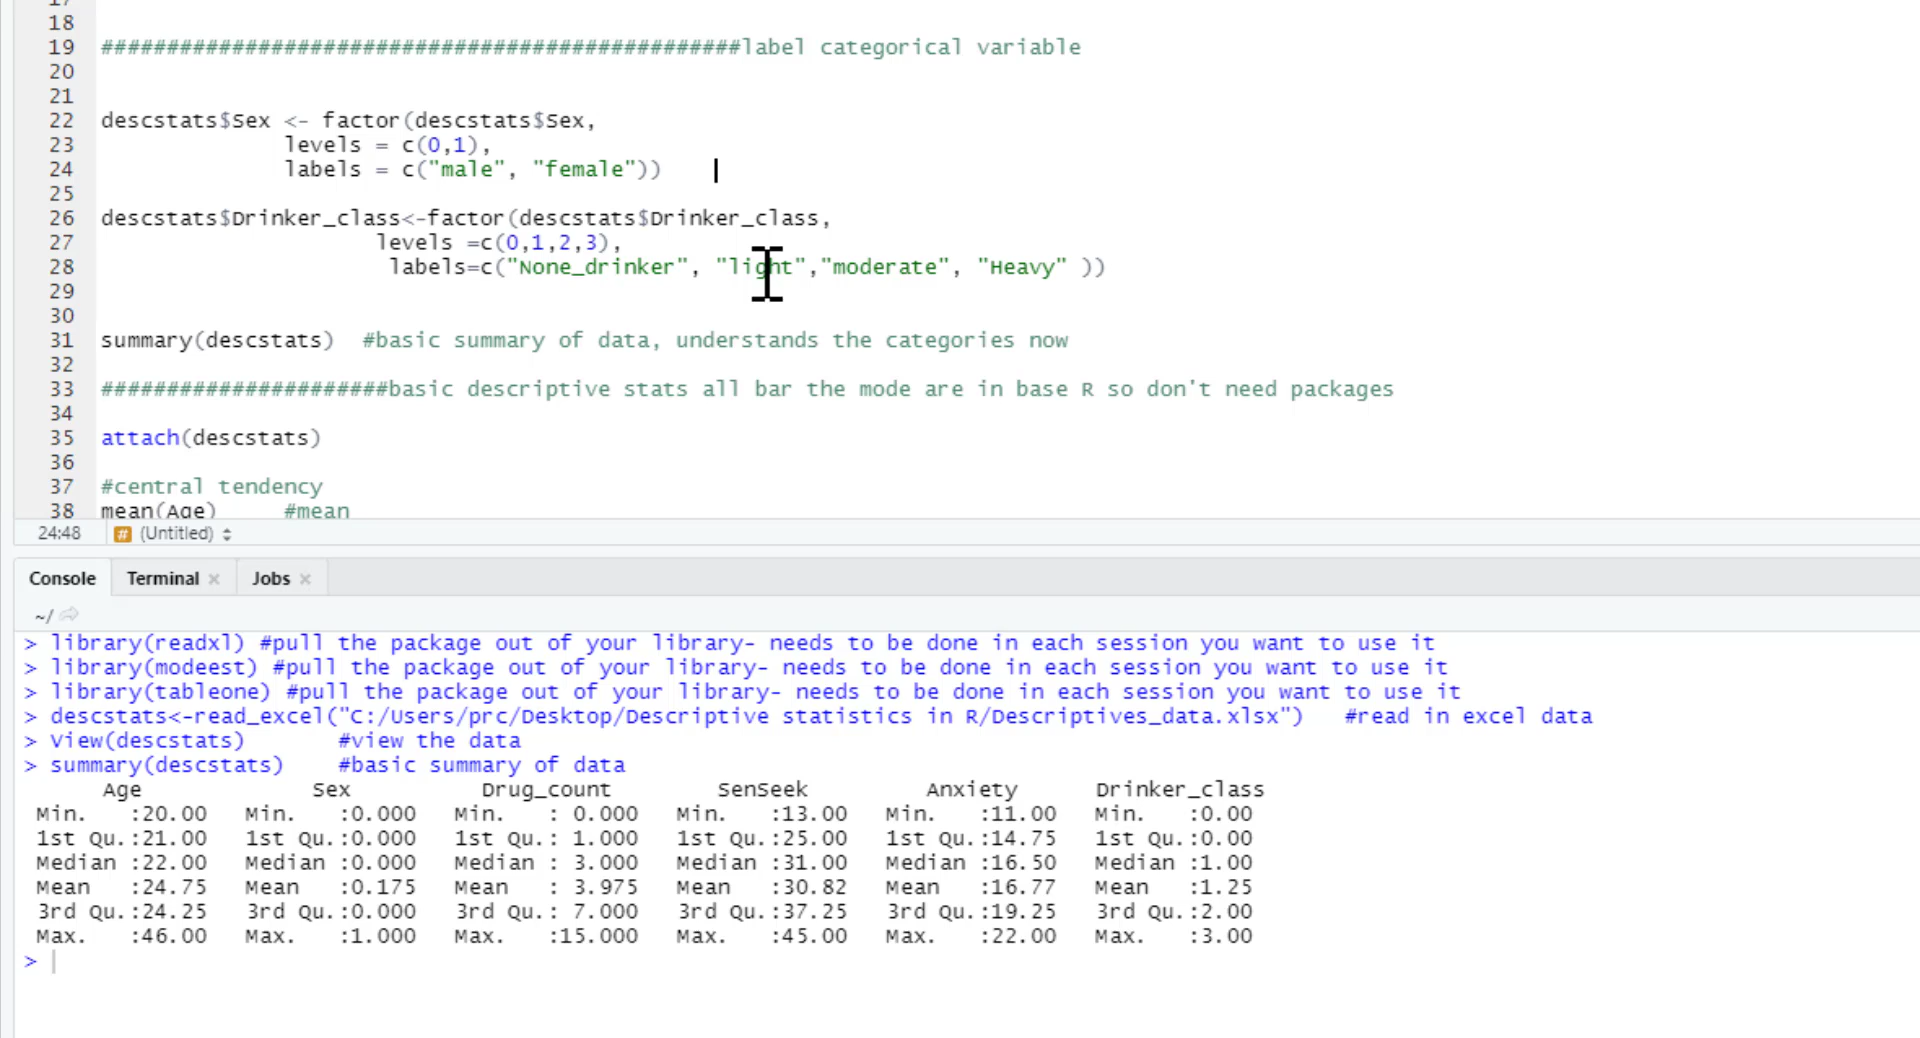 17
18
19 #################################################label categorical variable
20
21
22 descstats$Sex <- factor(descstats$Sex,
23 levels = c(0,1),
24 labels = c("male", "female"))
25
26 descstats$Drinker_class<-factor(descstats$Drinker_class,
27 levels =c(0,1,2,3),
28 labels=c("None_drinker", "light","moderate", "Heavy" ))
29
30
31 summary(descstats)  #basic summary of data, understands the categories now
32
33 ######################basic descriptive stats all bar the mode are in base R so don't need packages
34
35 attach(descstats)
36
37 #central tendency
38 mean(Age)     #mean
24:48 # (Untitled)
Console Terminal Jobs
~/
> library(readxl) #pull the package out of your library- needs to be done in each session you want to use it
> library(modeest) #pull the package out of your library- needs to be done in each session you want to use it
> library(tableone) #pull the package out of your library- needs to be done in each session you want to use it
> descstats<-read_excel("C:/Users/prc/Desktop/Descriptive statistics in R/Descriptives_data.xlsx")   #read in excel data
> View(descstats)       #view the data
> summary(descstats)    #basic summary of data
Age Sex Drug_count SenSeek Anxiety Drinker_class
Min.   :20.00   Min.   :0.000   Min.   : 0.000   Min.   :13.00   Min.   :11.00   Min.   :0.00
1st Qu.:21.00   1st Qu.:0.000   1st Qu.: 1.000   1st Qu.:25.00   1st Qu.:14.75   1st Qu.:0.00
Median :22.00   Median :0.000   Median : 3.000   Median :31.00   Median :16.50   Median :1.00
Mean   :24.75   Mean   :0.175   Mean   : 3.975   Mean   :30.82   Mean   :16.77   Mean   :1.25
3rd Qu.:24.25   3rd Qu.:0.000   3rd Qu.: 7.000   3rd Qu.:37.25   3rd Qu.:19.25   3rd Qu.:2.00
Max.   :46.00   Max.   :1.000   Max.   :15.000   Max.   :45.00   Max.   :22.00   Max.   :3.00
>